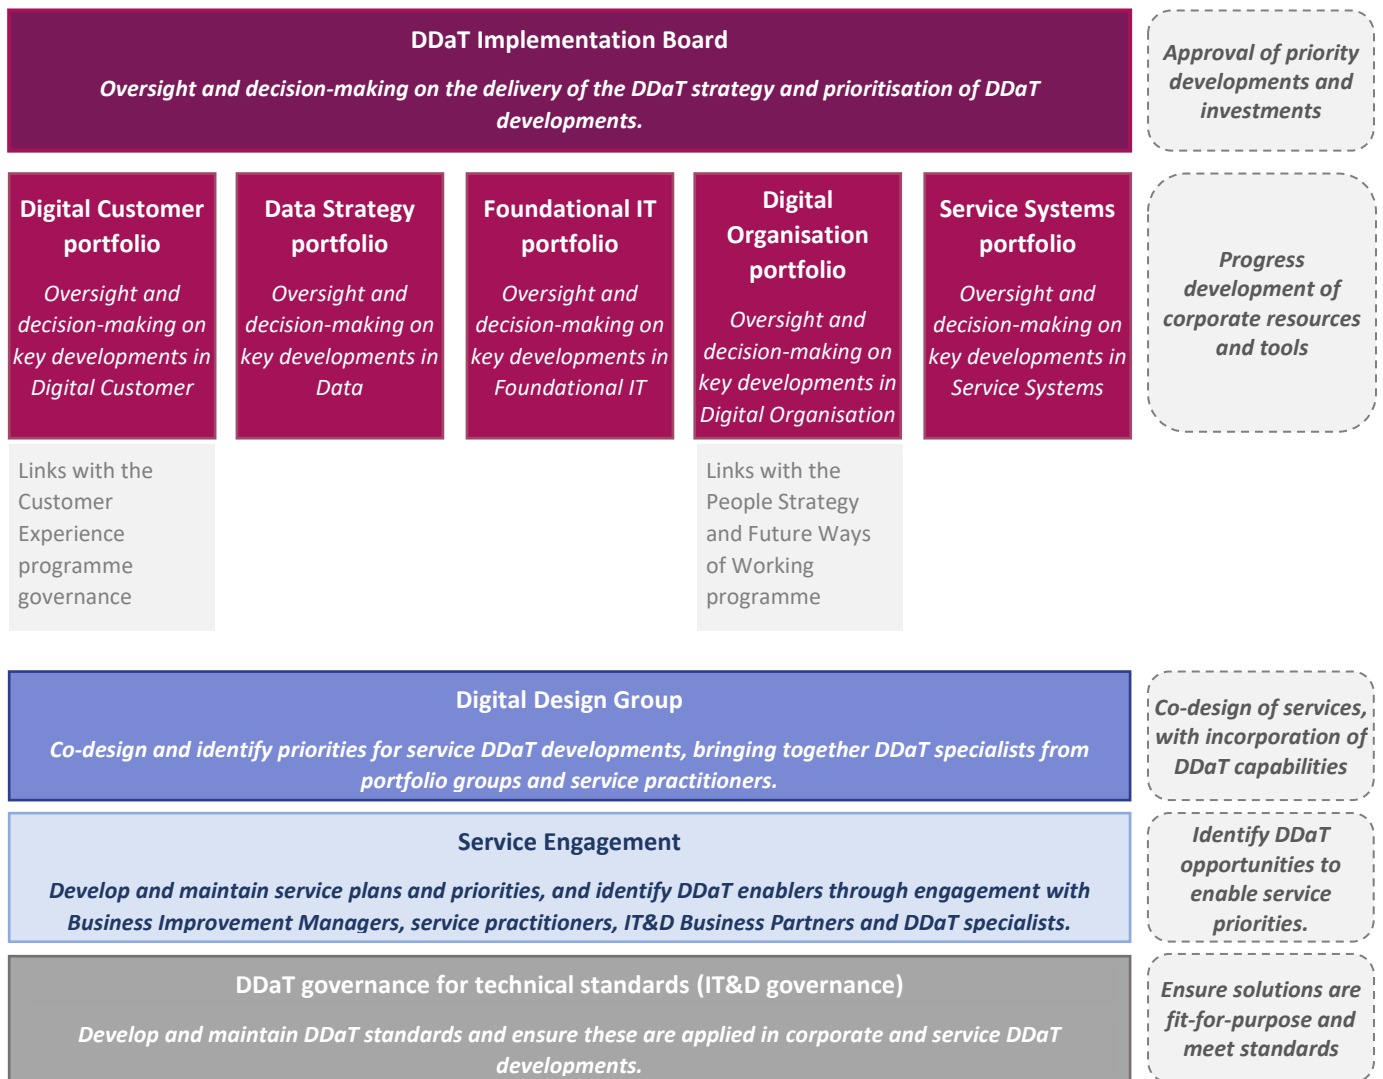 DDaT Implementation Board
Oversight and decision-making on the delivery of the DDaT strategy and prioritisation of DDaT
developments.
Approval of priority
developments and
investments
Digital Customer
portfolio
Oversight and
decision-making on
key developments in
Digital Customer
Data Strategy
portfolio
Oversight and
decision-making on
key developments in
Data
Foundational IT
portfolio
Oversight and
decision-making on
key developments in
Foundational IT
Digital
Organisation
portfolio
Oversight and
decision-making on
key developments in
Digital Organisation
Service Systems
portfolio
Oversight and
decision-making on
key developments in
Service Systems
Progress
development of
corporate resources
and tools
Links with the
Customer
Experience
programme
governance
Links with the
People Strategy
and Future Ways
of Working
programme
Digital Design Group
Co-design and identify priorities for service DDaT developments, bringing together DDaT specialists from
portfolio groups and service practitioners.
Co-design of services,
with incorporation of
DDaT capabilities
Service Engagement
Develop and maintain service plans and priorities, and identify DDaT enablers through engagement with
Business Improvement Managers, service practitioners, IT&D Business Partners and DDaT specialists.
Identify DDaT
opportunities to
enable service
priorities.
DDaT governance for technical standards (IT&D governance)
Develop and maintain DDaT standards and ensure these are applied in corporate and service DDaT
developments.
Ensure solutions are
fit-for-purpose and
meet standards